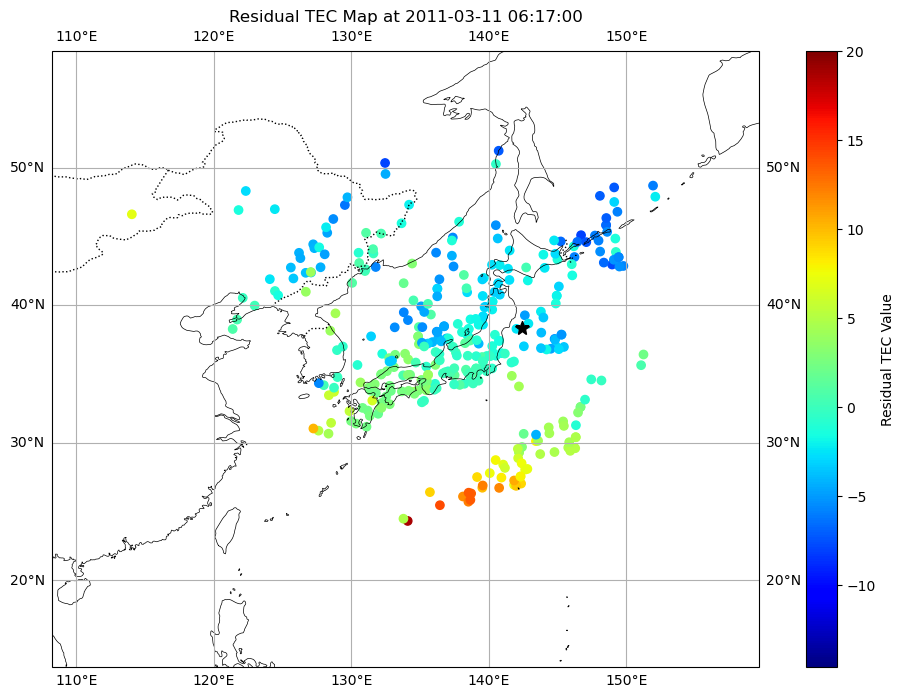 Residual TEC Map at 2011-03-11 06:17:00
110°E 120°E 130°E 140°E 150°E
20
15
10
5
0
−5
−10
Residual TEC Value
50°N 50°N
40°N 40°N
30°N 30°N
20°N 20°N
110°E 120°E 130°E 140°E 150°E